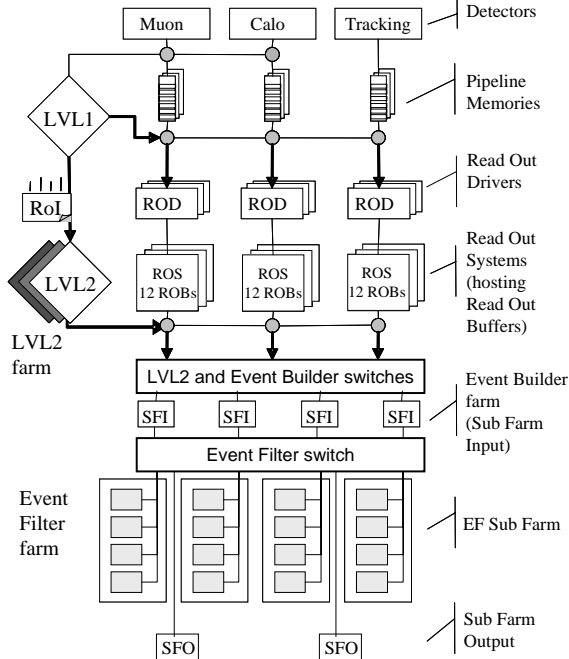 Muon
Calo
Tracking
Detectors
LVL1
Pipeline
Memories
ROD
ROD
ROD
Read Out
Drivers
RoI
LVL2
LVL2
farm
ROS
12 ROBs
ROS
12 ROBs
ROS
12 ROBs
Read Out
Systems
(hosting
Read Out
Buffers)
LVL2 and Event Builder switches
SFI
SFI
SFI
SFI
Event Builder
farm
(Sub Farm
Input)
Event Filter switch
Event
Filter
farm
EF Sub Farm
SFO
SFO
Sub Farm
Output